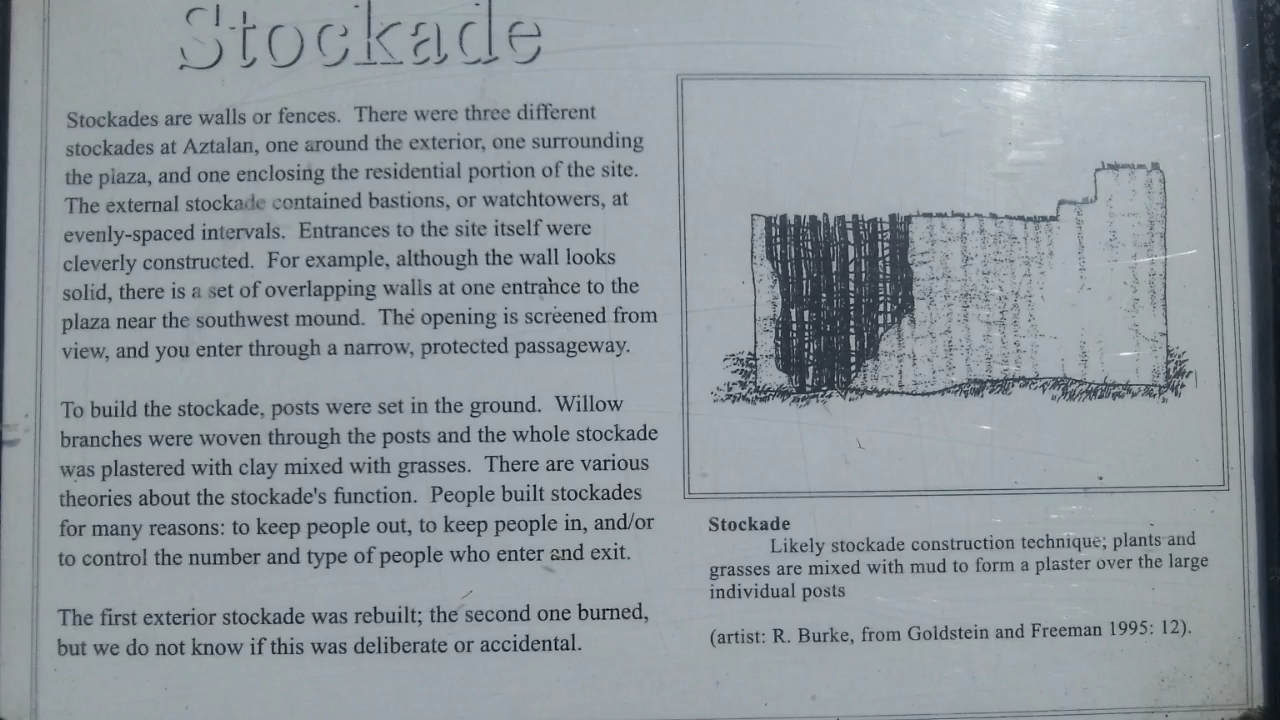 Stockade
Stockades are walls or fences. There were three different
stockades at Aztalan, one around the exterior, one surrounding
the plaza, and one enclosing the residential portion of the site.
The external stockade contained bastions, or watchtowers, at
evenly-spaced intervals. Entrances to the site itself were
cleverly constructed. For example, although the wall looks
solid, there is a set of overlapping walls at one entrance to the
plaza near the southwest mound. The opening is screened from
view, and you enter through a narrow, protected passageway.
To build the stockade, posts were set in the ground. Willow
branches were woven through the posts and the whole stockade
was plastered with clay mixed with grasses. There are various
theories about the stockade's function. People built stockades
for many reasons: to keep people out, to keep people in, and/or
to control the number and type of people who enter and exit.
The first exterior stockade was rebuilt; the second one burned,
but we do not know if this was deliberate or accidental.
Stockade
Likely stockade construction technique; plants and
grasses are mixed with mud to form a plaster over the large
individual posts
(artist: R. Burke, from Goldstein and Freeman 1995: 12).